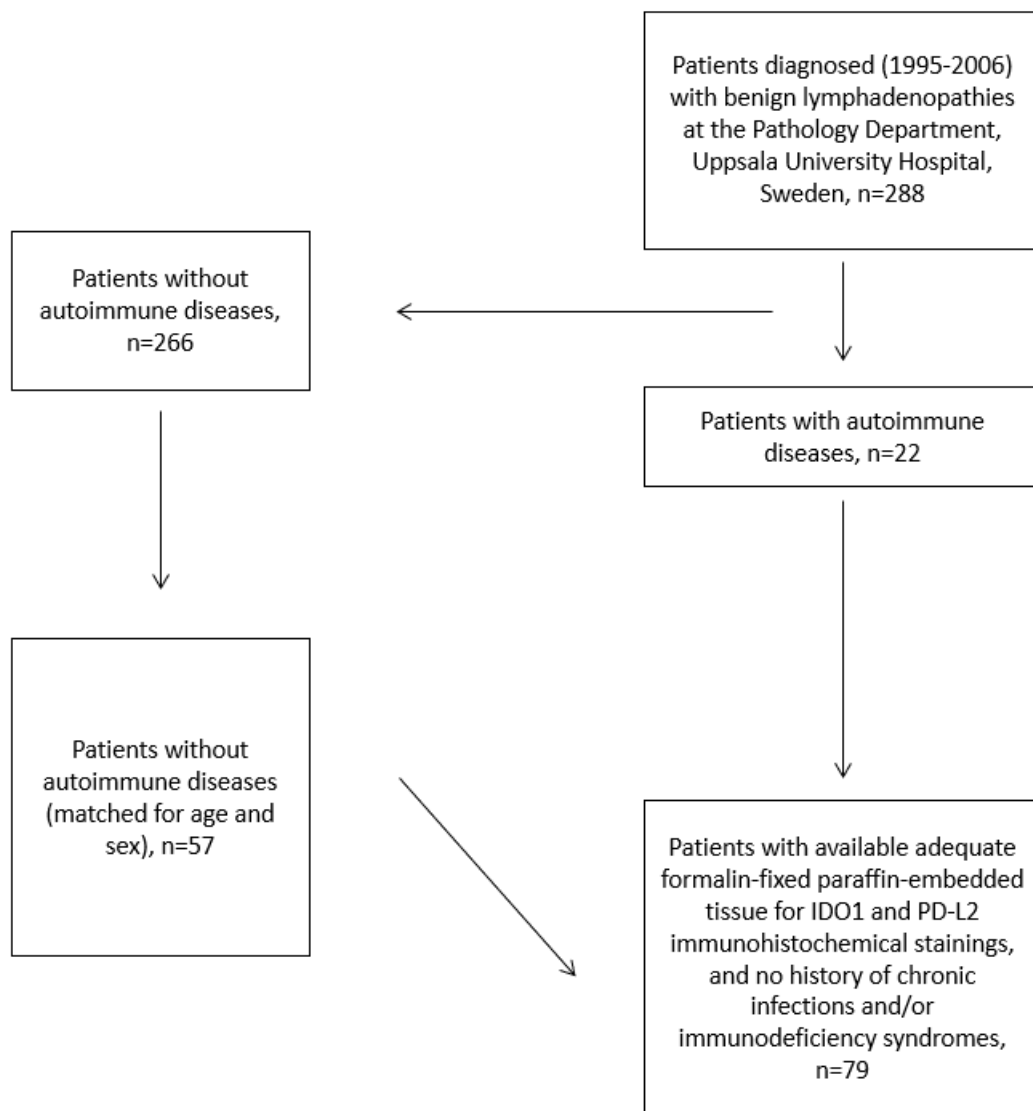 Patients diagnosed (1995-2006)
with benign lymphadenopathies
at the Pathology Department,
Uppsala University Hospital,
Sweden, n=288
Patients without
autoimmune diseases,
n=266
Patients with autoimmune
diseases, n=22
Patients without
autoimmune diseases
(matched for age and
sex), n=57
Patients with available adequate
formalin-fixed paraffin-embedded
tissue for IDO1 and PD-L2
immunohistochemical stainings,
and no history of chronic
infections and/or
immunodeficiency syndromes,
n=79